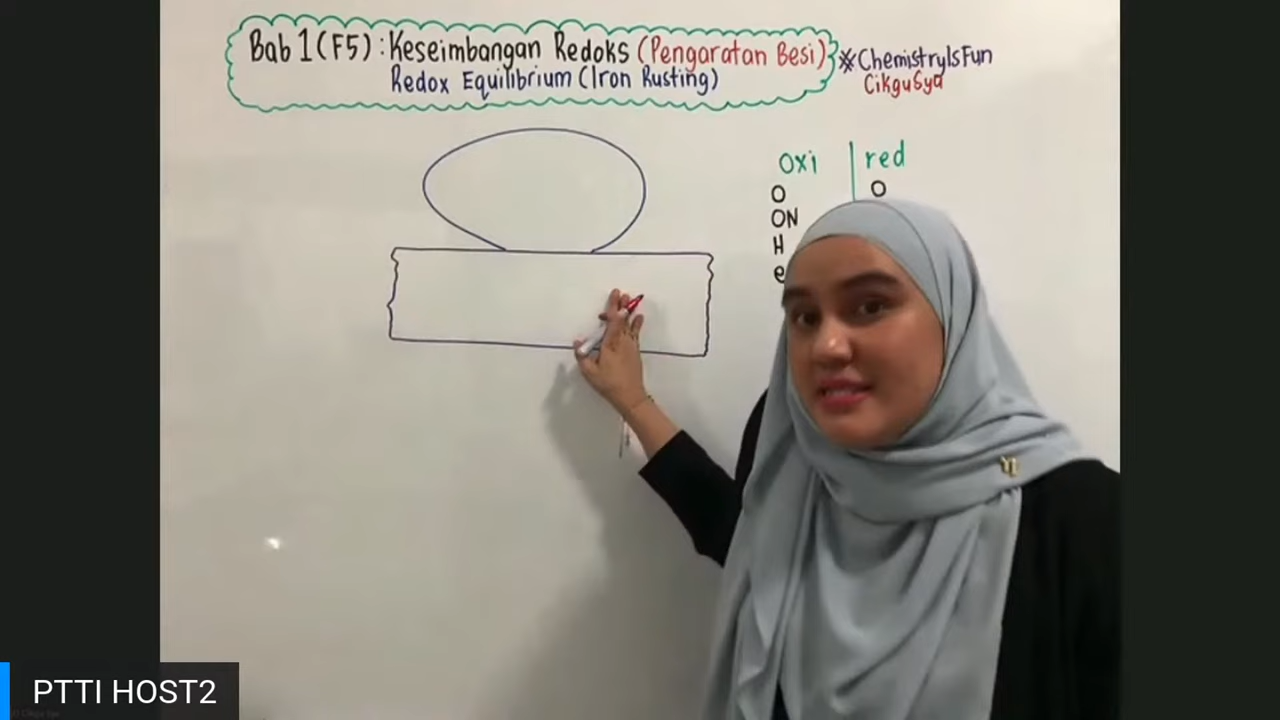 Bab 1 (F5) : Keseimbangan Redoks (Pengaratan Besi)
Redox Equilibrium (Iron Rusting)
#ChemistryIsFun
CikguSya
oxi | red
O O
ON
H
e
PTTI HOST2